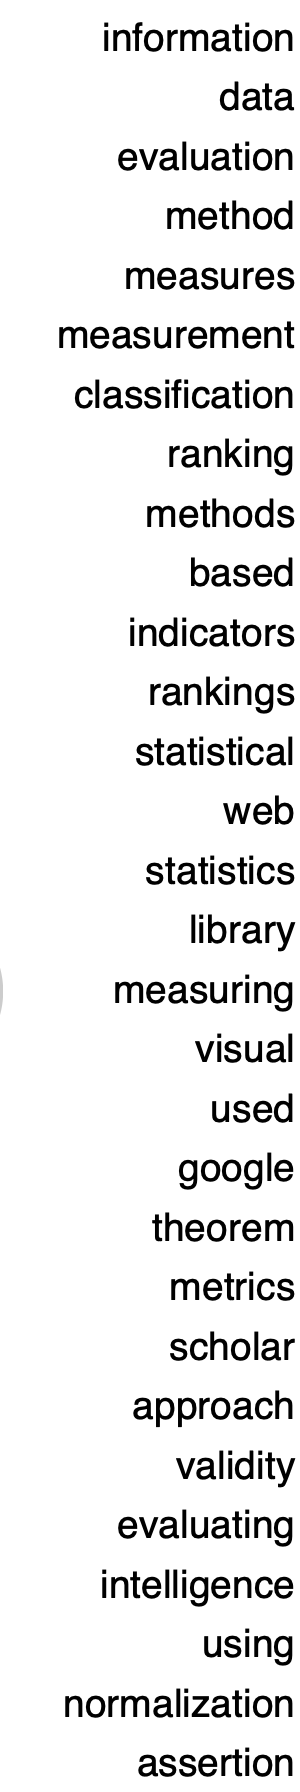 information
data
evaluation
method
measures
measurement
classification
ranking
methods
based
indicators
rankings
statistical
web
statistics
library
measuring
visual
used
google
theorem
metrics
scholar
approach
validity
evaluating
intelligence
using
normalization
assertion